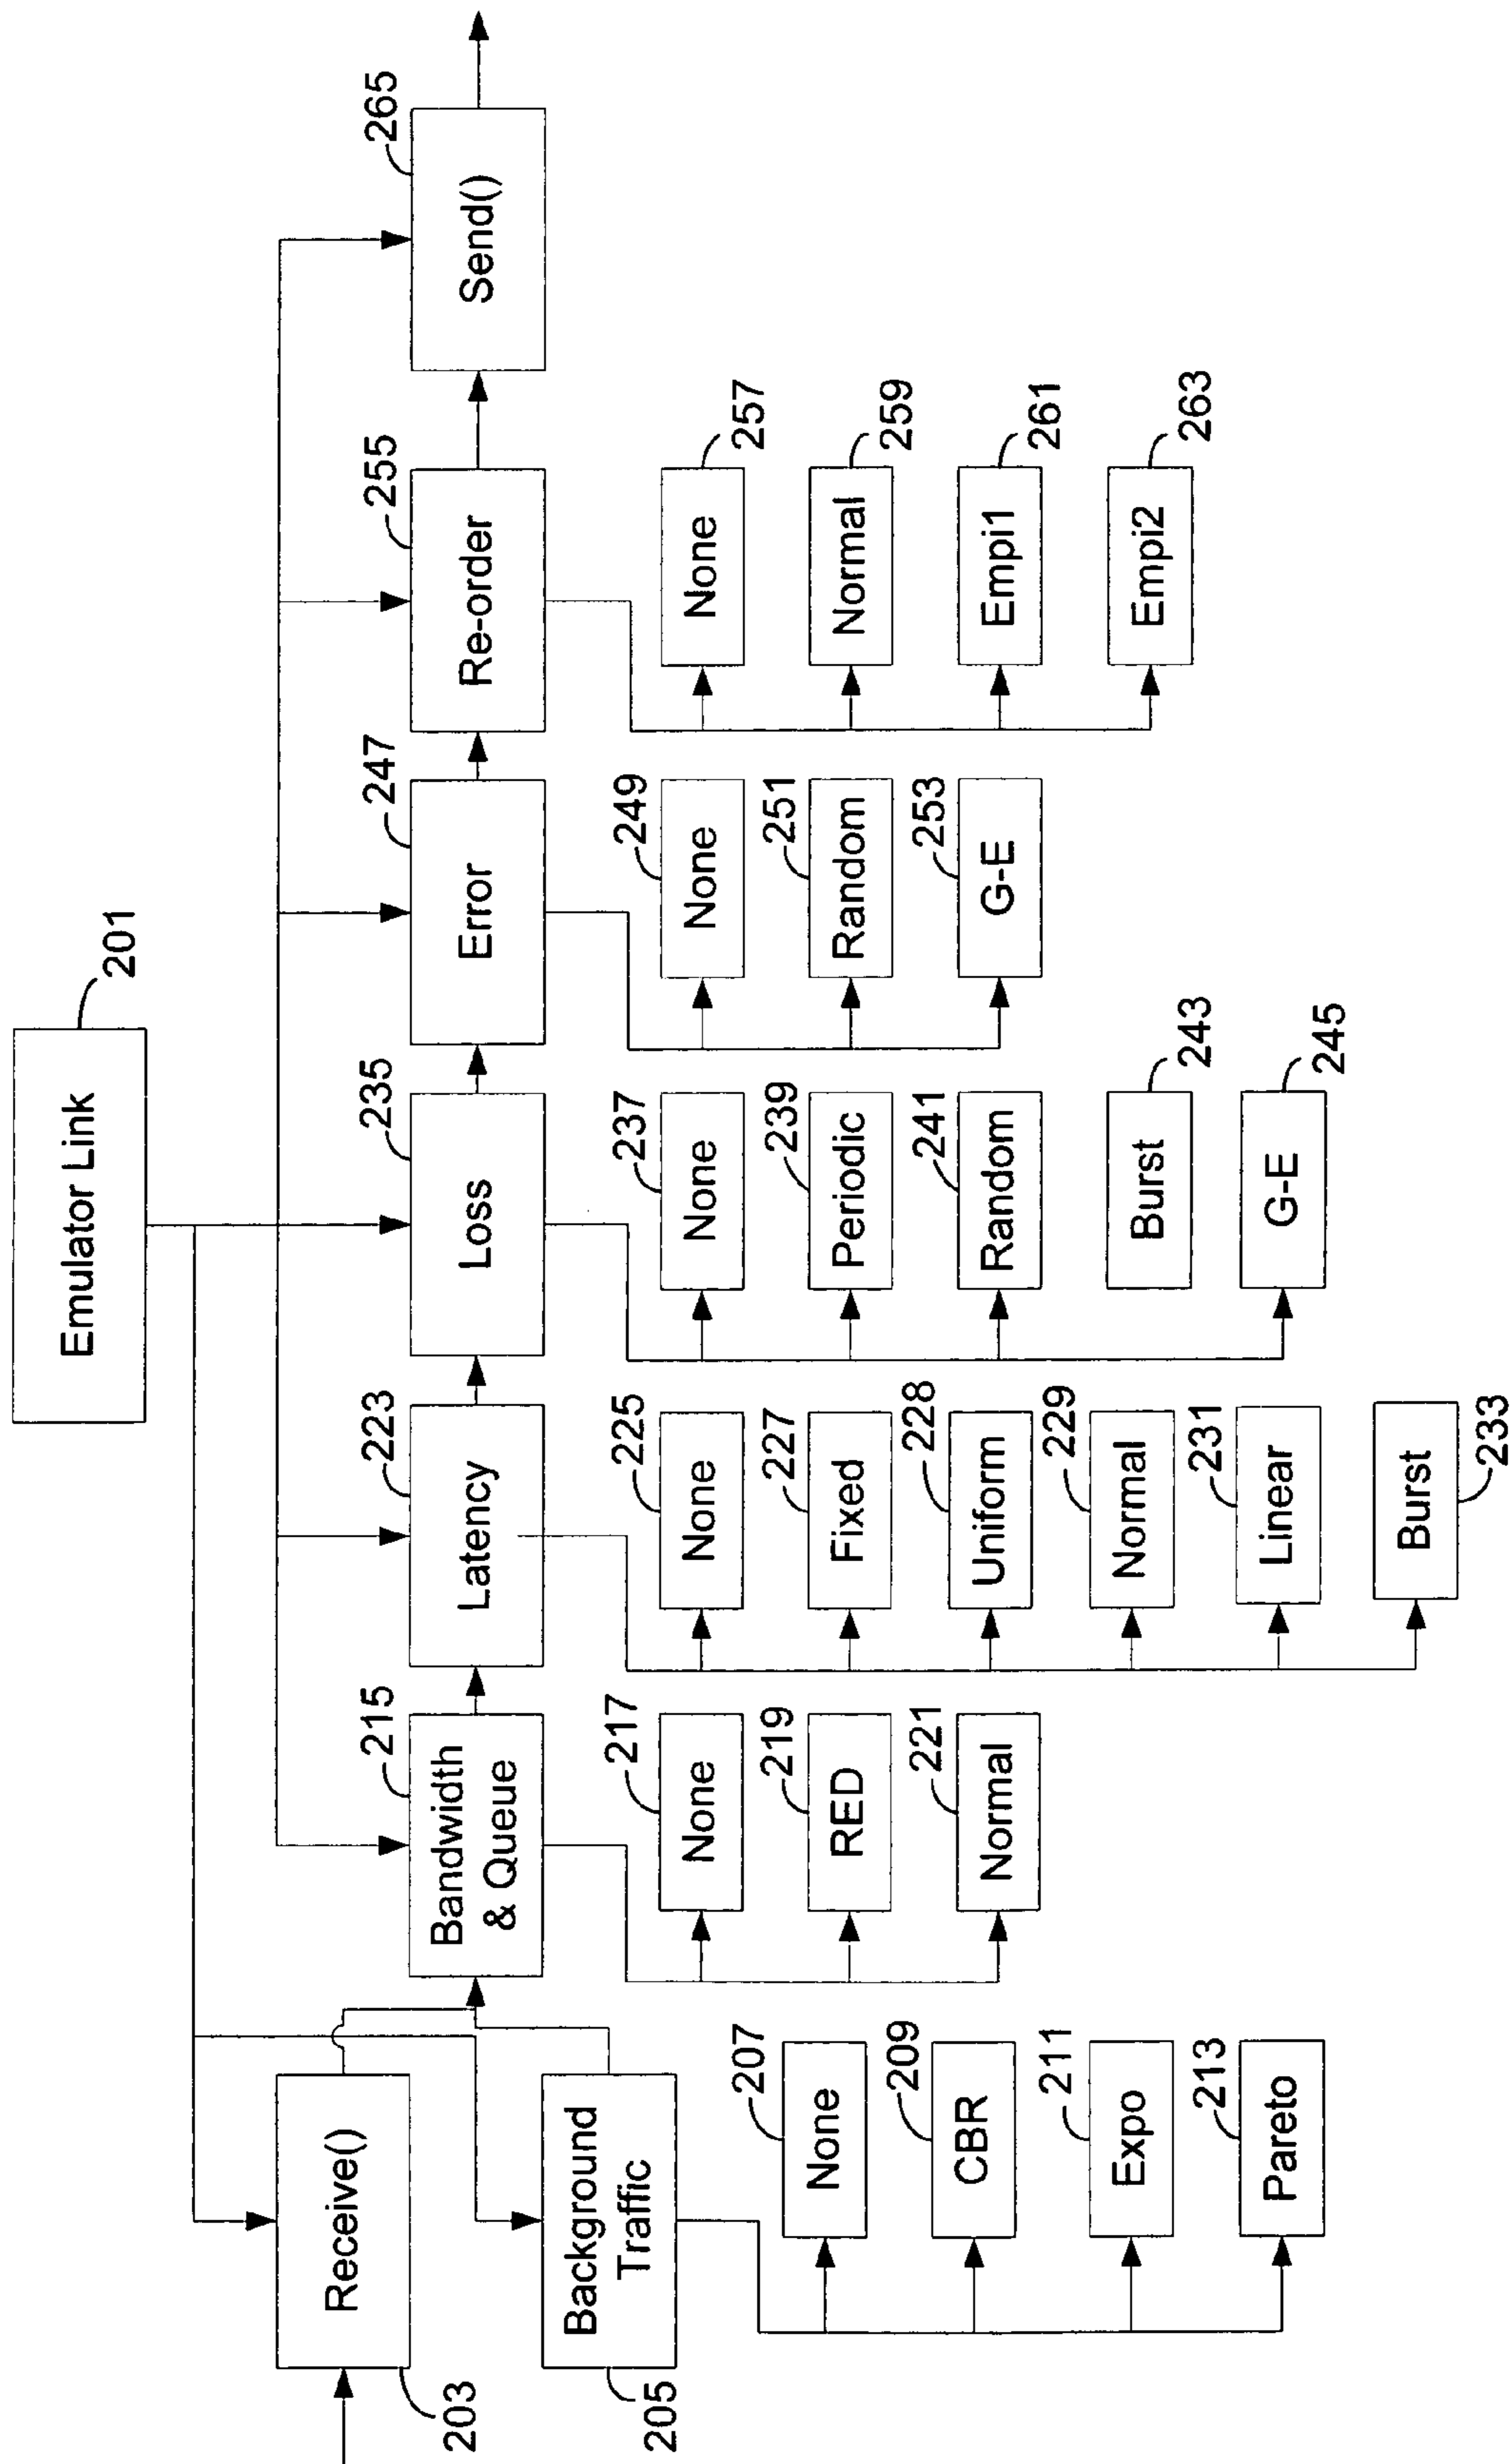 Emulator Link
201
Receive()
203
Background
Traffic
205
None
207
CBR
209
Expo
211
Pareto
213
Bandwidth
& Queue
215
None
217
RED
219
Normal
221
Latency
223
None
225
Fixed
227
Uniform
228
Normal
229
Linear
231
Burst
233
Loss
235
None
237
Periodic
239
Random
241
Burst
243
G-E
245
Error
247
None
249
Random
251
G-E
253
Re-order
255
None
257
Normal
259
Empi1
261
Empi2
263
Send()
265